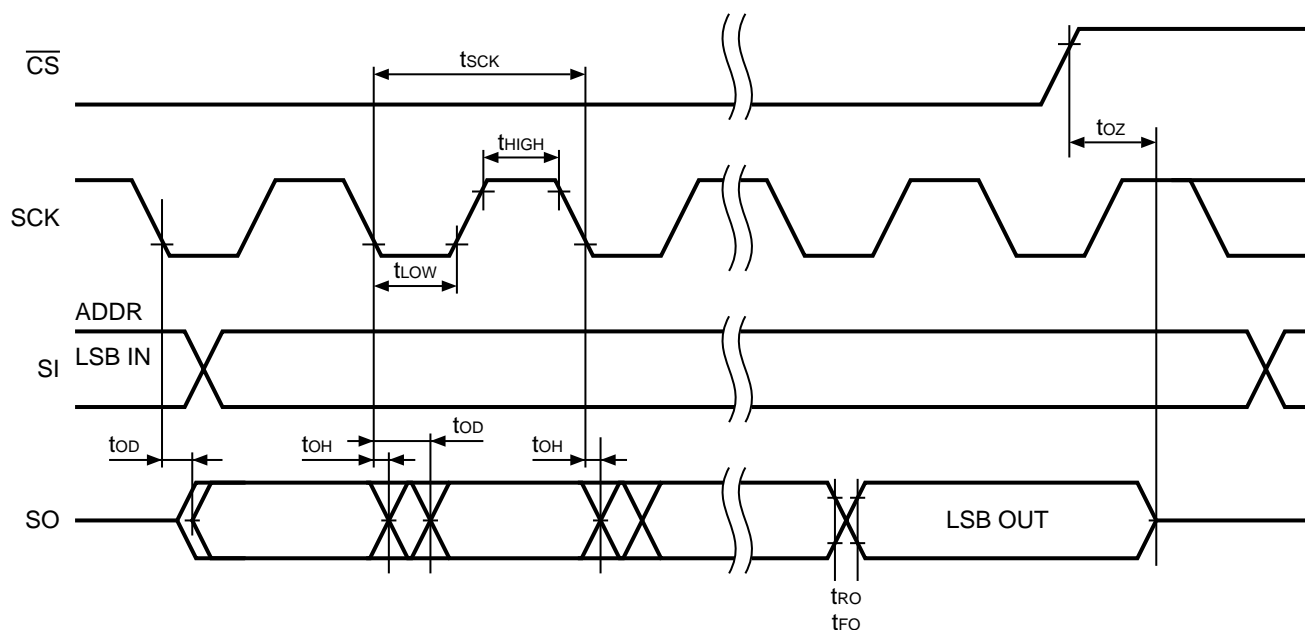 CS
tSCK
tOZ
tHIGH
SCK
tLOW
ADDR
LSB IN
SI
tOD
tOH
tOD
tOH
SO
LSB OUT
tRO
tFO